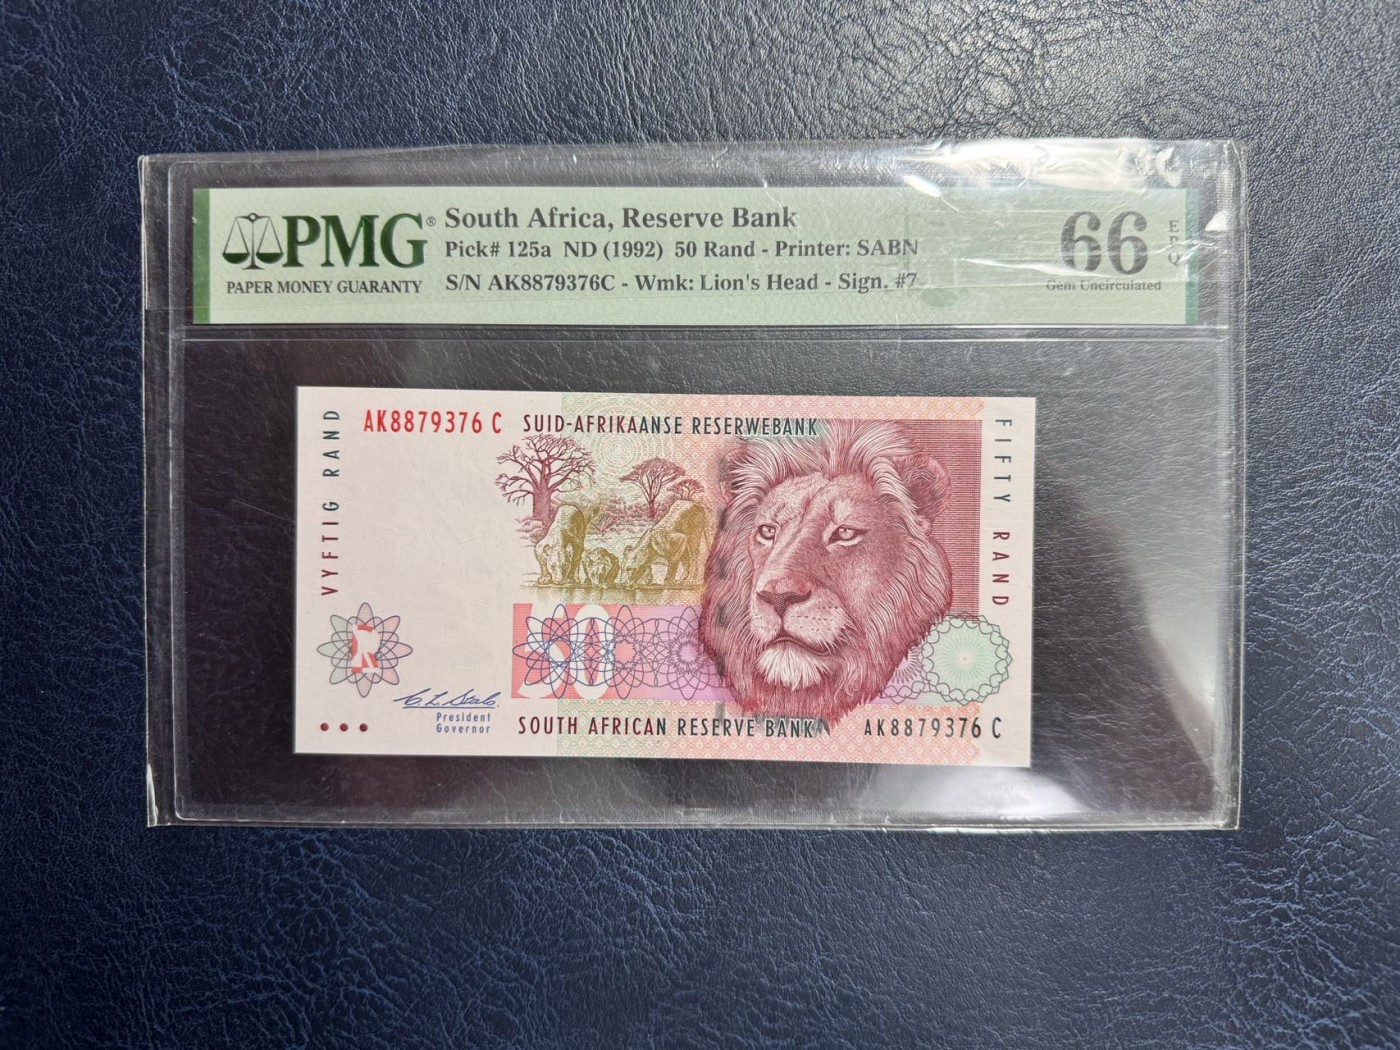 PMG®
PAPER MONEY GUARANTY
South Africa, Reserve Bank
Pick# 125a ND (1992) 50 Rand - Printer: SABN
S/N AK8879376C - Wmk: Lion's Head - Sign. #7
66
EPQ
Gem Uncirculated
VYFTIG RAND
AK8879376 C
SUID-AFRIKAANSE RESERWEBANK
FIFTY RAND
50
President
Governor
SOUTH AFRICAN RESERVE BANK
AK8879376 C